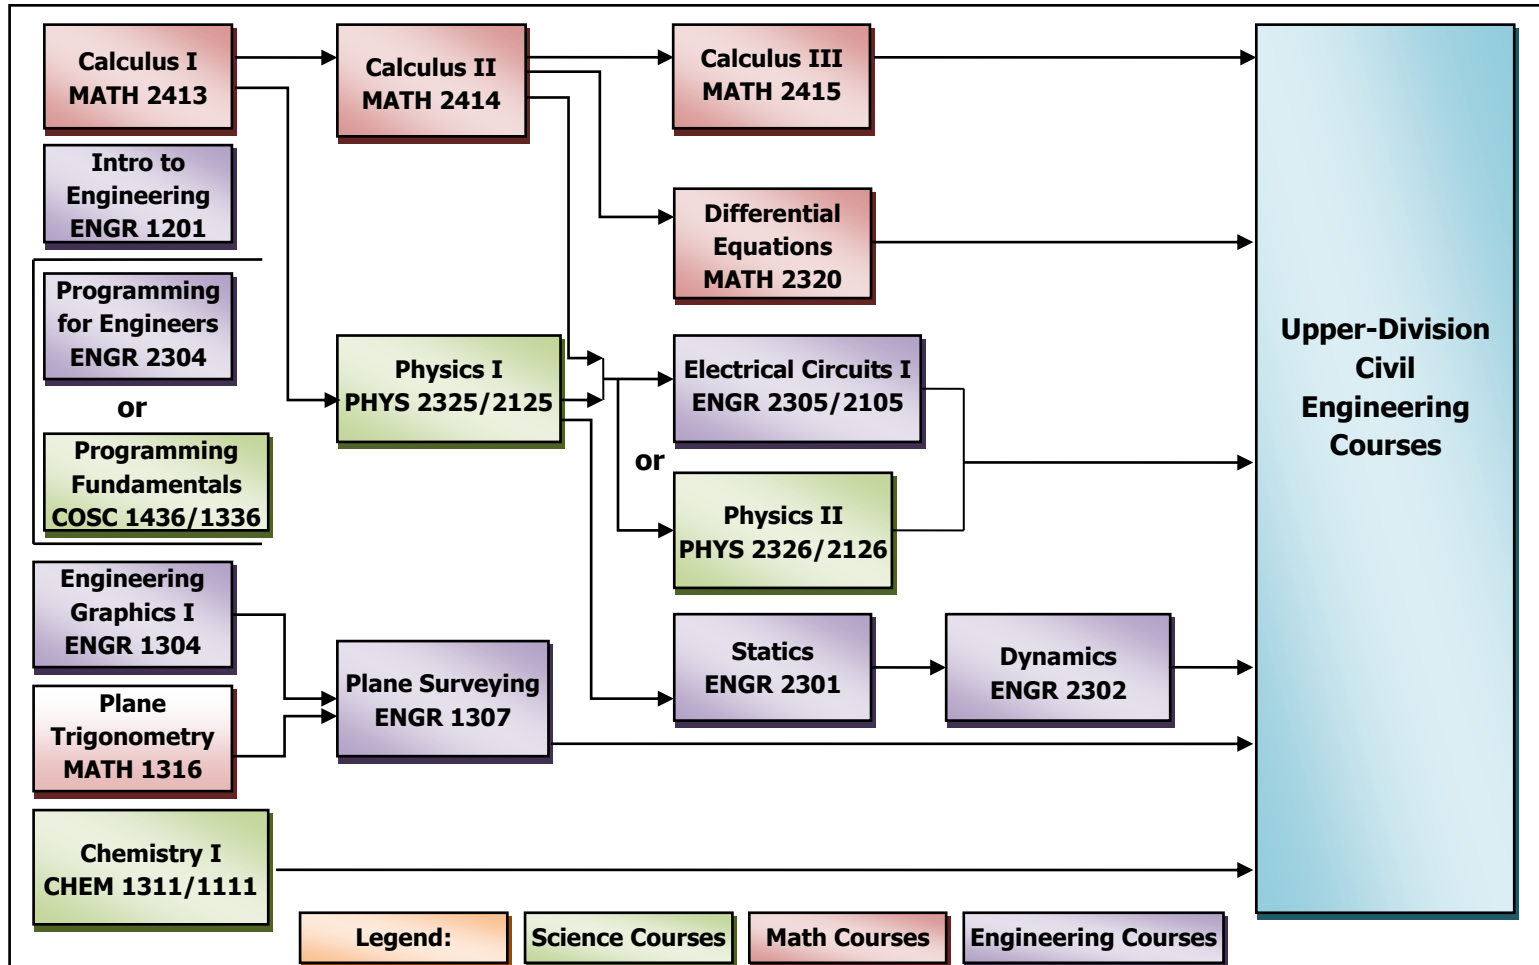 Calculus I
MATH 2413
Calculus II
MATH 2414
Calculus III
MATH 2415
Intro to
Engineering
ENGR 1201
Differential
Equations
MATH 2320
Programming
for Engineers
ENGR 2304
or
Programming
Fundamentals
COSC 1436/1336
Physics I
PHYS 2325/2125
Electrical Circuits I
ENGR 2305/2105
or
Physics II
PHYS 2326/2126
Upper-Division
Civil
Engineering
Courses
Engineering
Graphics I
ENGR 1304
Plane
Trigonometry
MATH 1316
Plane Surveying
ENGR 1307
Statics
ENGR 2301
Dynamics
ENGR 2302
Chemistry I
CHEM 1311/1111
Legend:
Science Courses
Math Courses
Engineering Courses